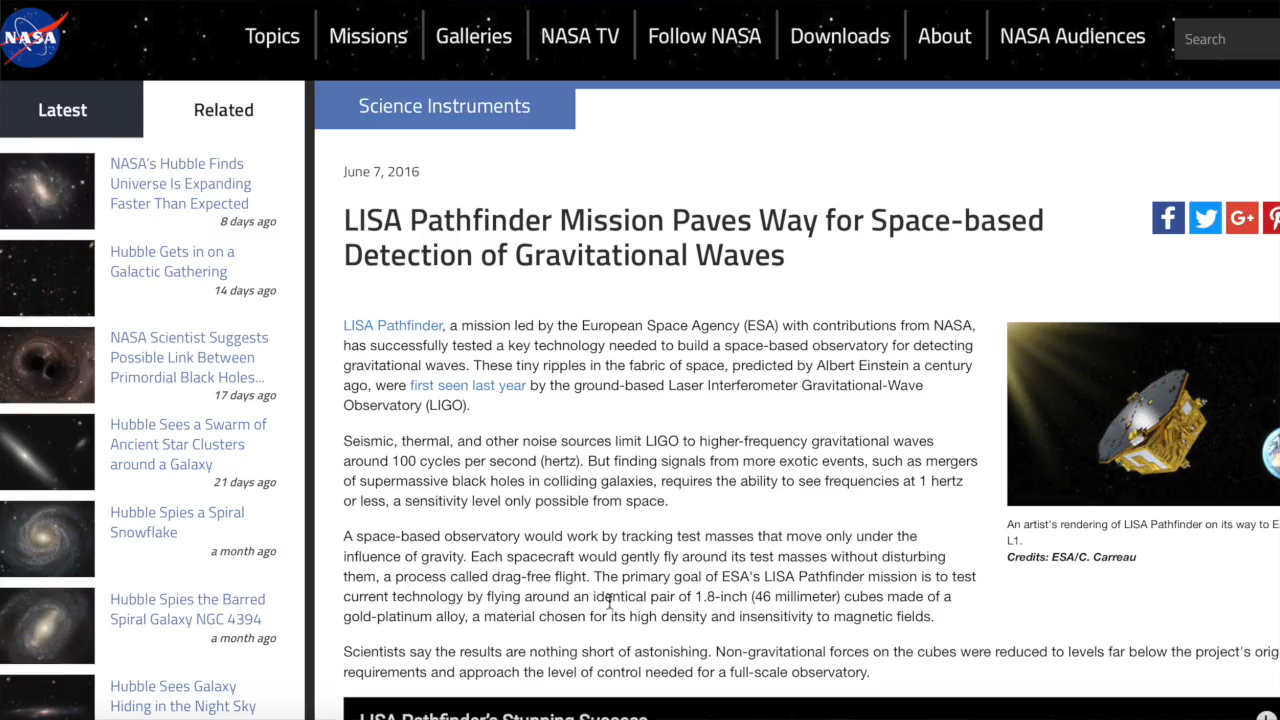 NASA
Topics
Missions
Galleries
NASA TV
Follow NASA
Downloads
About
NASA Audiences
Search
Latest
Related
NASA's Hubble Finds
Universe Is Expanding
Faster Than Expected
8 days ago
Hubble Gets in on a
Galactic Gathering
14 days ago
NASA Scientist Suggests
Possible Link Between
Primordial Black Holes...
17 days ago
Hubble Sees a Swarm of
Ancient Star Clusters
around a Galaxy
21 days ago
Hubble Spies a Spiral
Snowflake
a month ago
Hubble Spies the Barred
Spiral Galaxy NGC 4394
a month ago
Hubble Sees Galaxy
Hiding in the Night Sky
Science Instruments
June 7, 2016
LISA Pathfinder Mission Paves Way for Space-based
Detection of Gravitational Waves
LISA Pathfinder, a mission led by the European Space Agency (ESA) with contributions from NASA,
has successfully tested a key technology needed to build a space-based observatory for detecting
gravitational waves. These tiny ripples in the fabric of space, predicted by Albert Einstein a century
ago, were first seen last year by the ground-based Laser Interferometer Gravitational-Wave
Observatory (LIGO).
Seismic, thermal, and other noise sources limit LIGO to higher-frequency gravitational waves
around 100 cycles per second (hertz). But finding signals from more exotic events, such as mergers
of supermassive black holes in colliding galaxies, requires the ability to see frequencies at 1 hertz
or less, a sensitivity level only possible from space.
A space-based observatory would work by tracking test masses that move only under the
influence of gravity. Each spacecraft would gently fly around its test masses without disturbing
them, a process called drag-free flight. The primary goal of ESA's LISA Pathfinder mission is to test
current technology by flying around an identical pair of 1.8-inch (46 millimeter) cubes made of a
gold-platinum alloy, a material chosen for its high density and insensitivity to magnetic fields.
Scientists say the results are nothing short of astonishing. Non-gravitational forces on the cubes were reduced to levels far below the project's orig
requirements and approach the level of control needed for a full-scale observatory.
An artist's rendering of LISA Pathfinder on its way to E
L1.
Credits: ESA/C. Carreau
LISA Pathfinder's Stunning Success